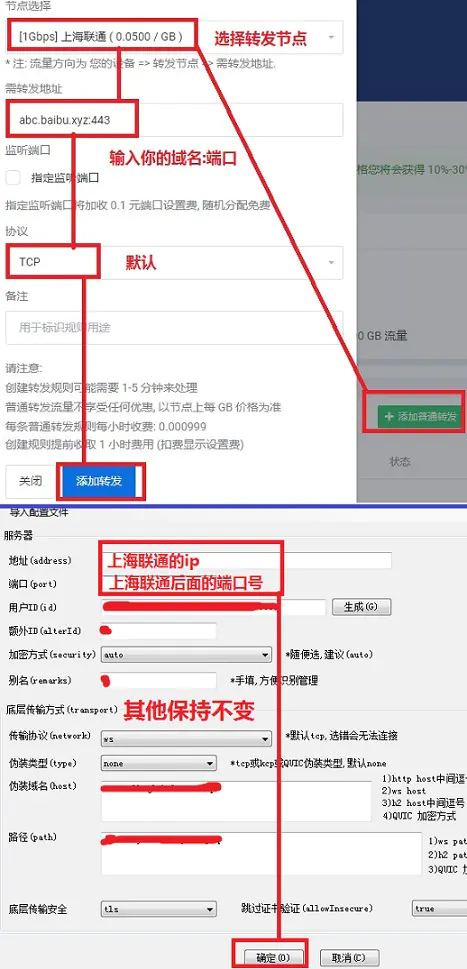 节点选择
[1Gbps] 上海联通 ( 0.0500 / GB )
选择转发节点
* 注: 流量方向为 您的设备 => 转发节点 => 需转发地址.
需转发地址
abc.baibu.xyz:443
监听端口
输入你的域名:端口
指定监听端口
格您将会获得 10%-30%
指定监听端口将加收 0.1 元端口设置费, 随机分配免费
协议
TCP
默认
备注
用于标识规则用途
0 GB 流量
请注意:
创建转发规则可能需要 1-5 分钟来处理
普通转发流量不享受任何优惠, 以节点上每 GB 价格为准
每条普通转发规则每小时收费: 0.000999
创建规则提前收取 1 小时费用 (扣费显示设置费)
+ 添加普通转发
状态
关闭
添加转发
导入配置文件
服务器
地址(address)
上海联通的ip
端口(port)
上海联通后面的端口号
用户ID(id)
生成(G)
额外ID(alterId)
加密方式(security)
auto
*随便选,建议(auto)
别名(remarks)
*手填,方便识别管理
底层传输方式(transport)
其他保持不变
传输协议(network)
ws
*默认tcp,选错会无法连接
伪装类型(type)
none
*tcp或kcp或QUIC伪装类型,默认none
伪装域名(host)
1)http host中间逗号
2)ws host
3)h2 host中间逗号
4)QUIC 加密方式
路径(path)
1)ws pat
2)h2 pat
3)QUIC 加
底层传输安全
tls
跳过证书验证(allowInsecure)
true
确定(O)
取消(C)